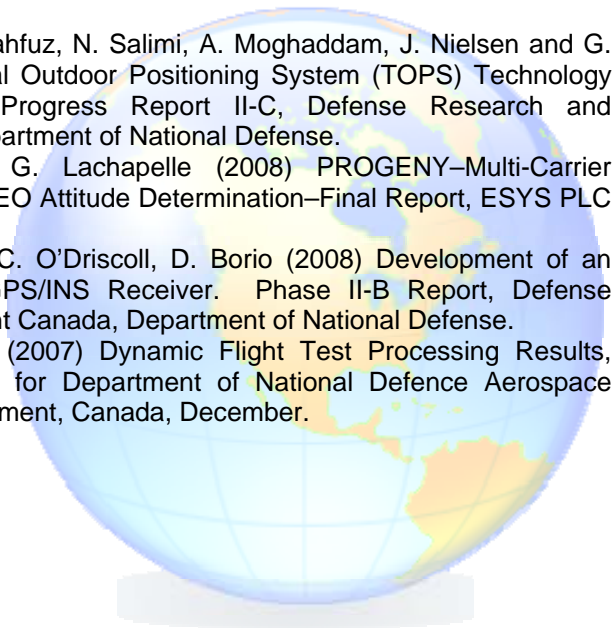 ahfuz, N. Salimi, A. Moghaddam, J. Nielsen and G.
al Outdoor Positioning System (TOPS) Technology
Progress Report II-C, Defense Research and
partment of National Defense.
G. Lachapelle (2008) PROGENY–Multi-Carrier
EO Attitude Determination–Final Report, ESYS PLC
C. O'Driscoll, D. Borio (2008) Development of an
GPS/INS Receiver. Phase II-B Report, Defense
nt Canada, Department of National Defense.
(2007) Dynamic Flight Test Processing Results,
for Department of National Defence Aerospace
ment, Canada, December.